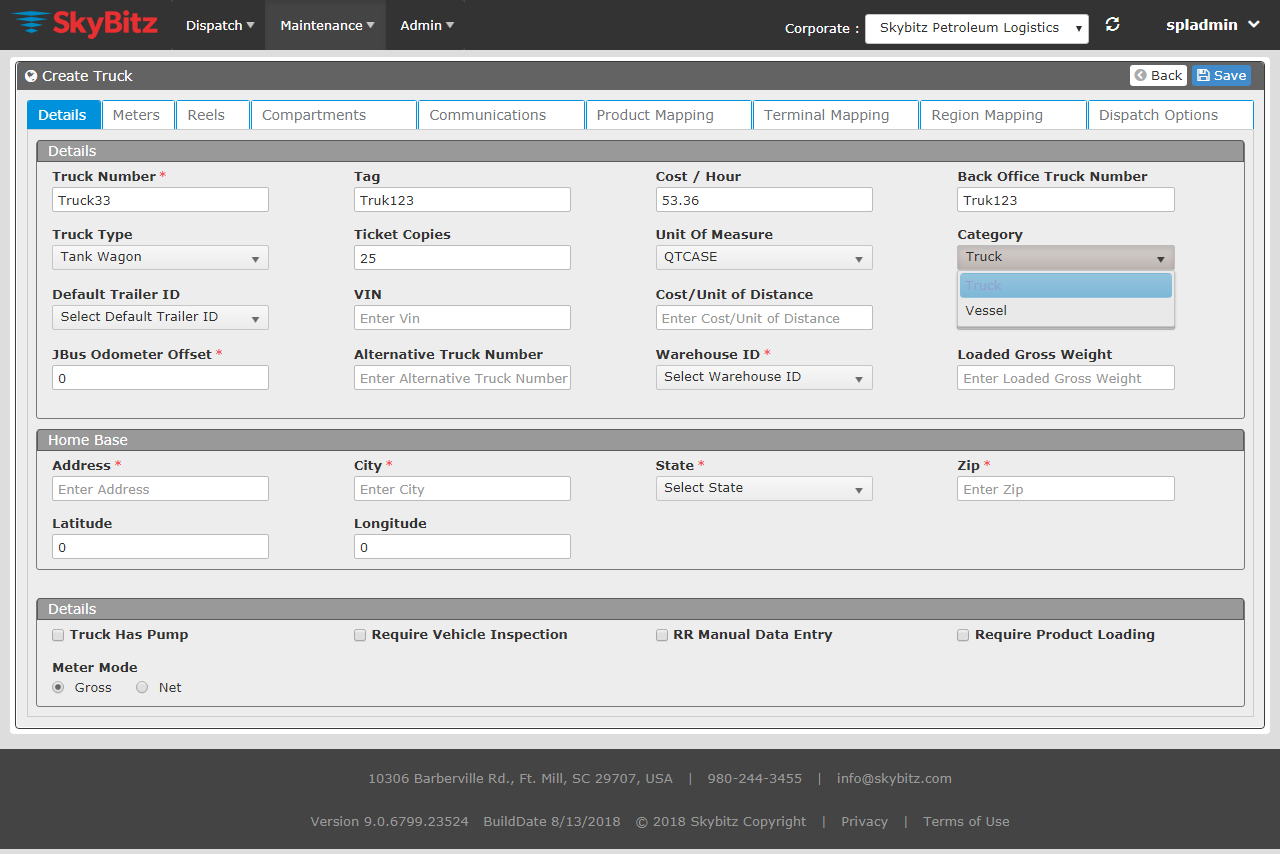 SkyBitz Dispatch Maintenance Admin Corporate : Skybitz Petroleum Logistics spladmin
Create Truck Back Save
Details Meters Reels Compartments Communications Product Mapping Terminal Mapping Region Mapping Dispatch Options
Details
Truck Number * Tag Cost / Hour Back Office Truck Number
Truck33 Truk123 53.36 Truk123
Truck Type Ticket Copies Unit Of Measure Category
Tank Wagon 25 QTCASE Truck
Truck
Default Trailer ID VIN Cost/Unit of Distance
Vessel
Select Default Trailer ID Enter Vin Enter Cost/Unit of Distance
JBus Odometer Offset * Alternative Truck Number Warehouse ID * Loaded Gross Weight
0 Enter Alternative Truck Number Select Warehouse ID Enter Loaded Gross Weight
Home Base
Address * City * State * Zip *
Enter Address Enter City Select State Enter Zip
Latitude Longitude
0 0
Details
Truck Has Pump Require Vehicle Inspection RR Manual Data Entry Require Product Loading
Meter Mode
Gross Net
10306 Barberville Rd., Ft. Mill, SC 29707, USA | 980-244-3455 | info@skybitz.com
Version 9.0.6799.23524 BuildDate 8/13/2018 © 2018 Skybitz Copyright | Privacy | Terms of Use